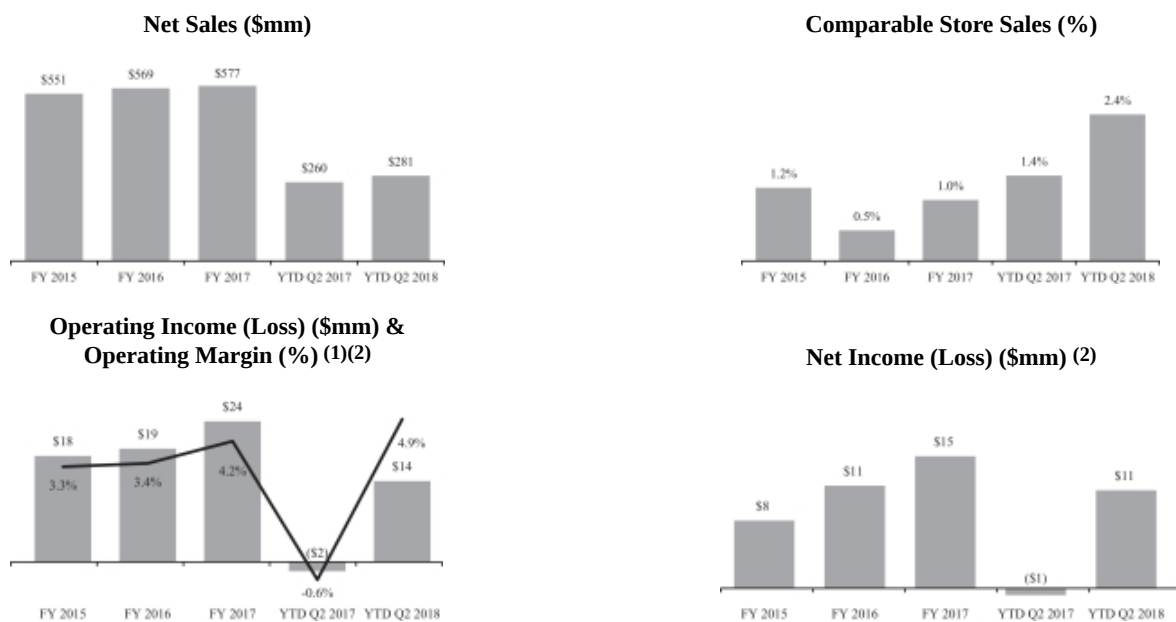 Net Sales ($mm)
$551
$569
$577
$260
$281
FY 2015
FY 2016
FY 2017
YTD Q2 2017
YTD Q2 2018
Comparable Store Sales (%)
1.2%
0.5%
1.0%
1.4%
2.4%
FY 2015
FY 2016
FY 2017
YTD Q2 2017
YTD Q2 2018
Operating Income (Loss) ($mm) &
Operating Margin (%) (1)(2)
$18
$19
$24
($2)
$14
3.3%
3.4%
4.2%
-0.6%
4.9%
FY 2015
FY 2016
FY 2017
YTD Q2 2017
YTD Q2 2018
Net Income (Loss) ($mm) (2)
$8
$11
$15
($1)
$11
FY 2015
FY 2016
FY 2017
YTD Q2 2017
YTD Q2 2018